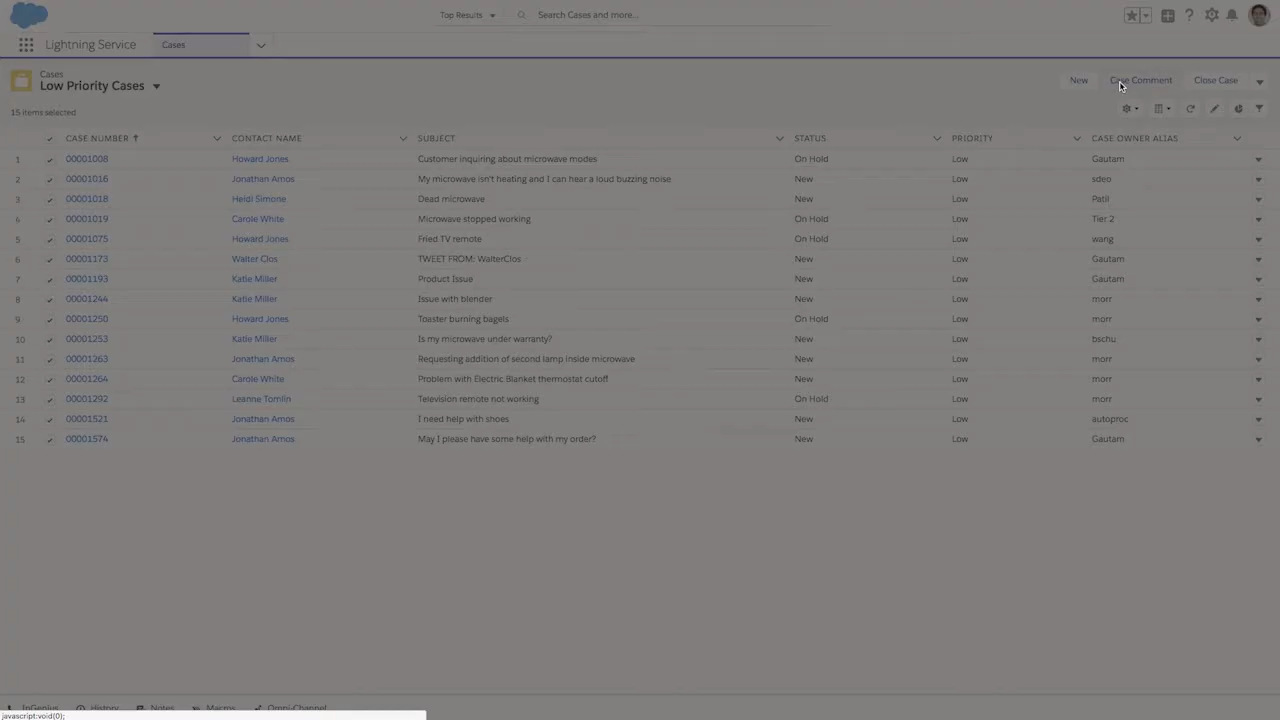 Top Results Search Cases and more...
Lightning Service Cases
Cases
Low Priority Cases New Case Comment Close Case
15 items selected
CASE NUMBER CONTACT NAME SUBJECT STATUS PRIORITY CASE OWNER ALIAS
1 00001008 Howard Jones Customer inquiring about microwave modes On Hold Low Gautam
2 00001016 Jonathan Amos My microwave isn't heating and I can hear a loud buzzing noise New Low sdeo
3 00001018 Heidi Simone Dead microwave New Low Patil
4 00001019 Carole White Microwave stopped working On Hold Low Tier 2
5 00001075 Howard Jones Fried TV remote On Hold Low wang
6 00001173 Walter Clos TWEET FROM: WalterClos New Low Gautam
7 00001193 Katie Miller Product Issue New Low Gautam
8 00001244 Katie Miller Issue with blender New Low morr
9 00001250 Howard Jones Toaster burning bagels On Hold Low morr
10 00001253 Katie Miller Is my microwave under warranty? New Low bschu
11 00001263 Jonathan Amos Requesting addition of second lamp inside microwave New Low morr
12 00001264 Carole White Problem with Electric Blanket thermostat cutoff New Low morr
13 00001292 Leanne Tomlin Television remote not working On Hold Low morr
14 00001521 Jonathan Amos I need help with shoes New Low autoproc
15 00001574 Jonathan Amos May I please have some help with my order? New Low Gautam
InGenius History Notes Macros Omni-Channel
javascript:void(0);